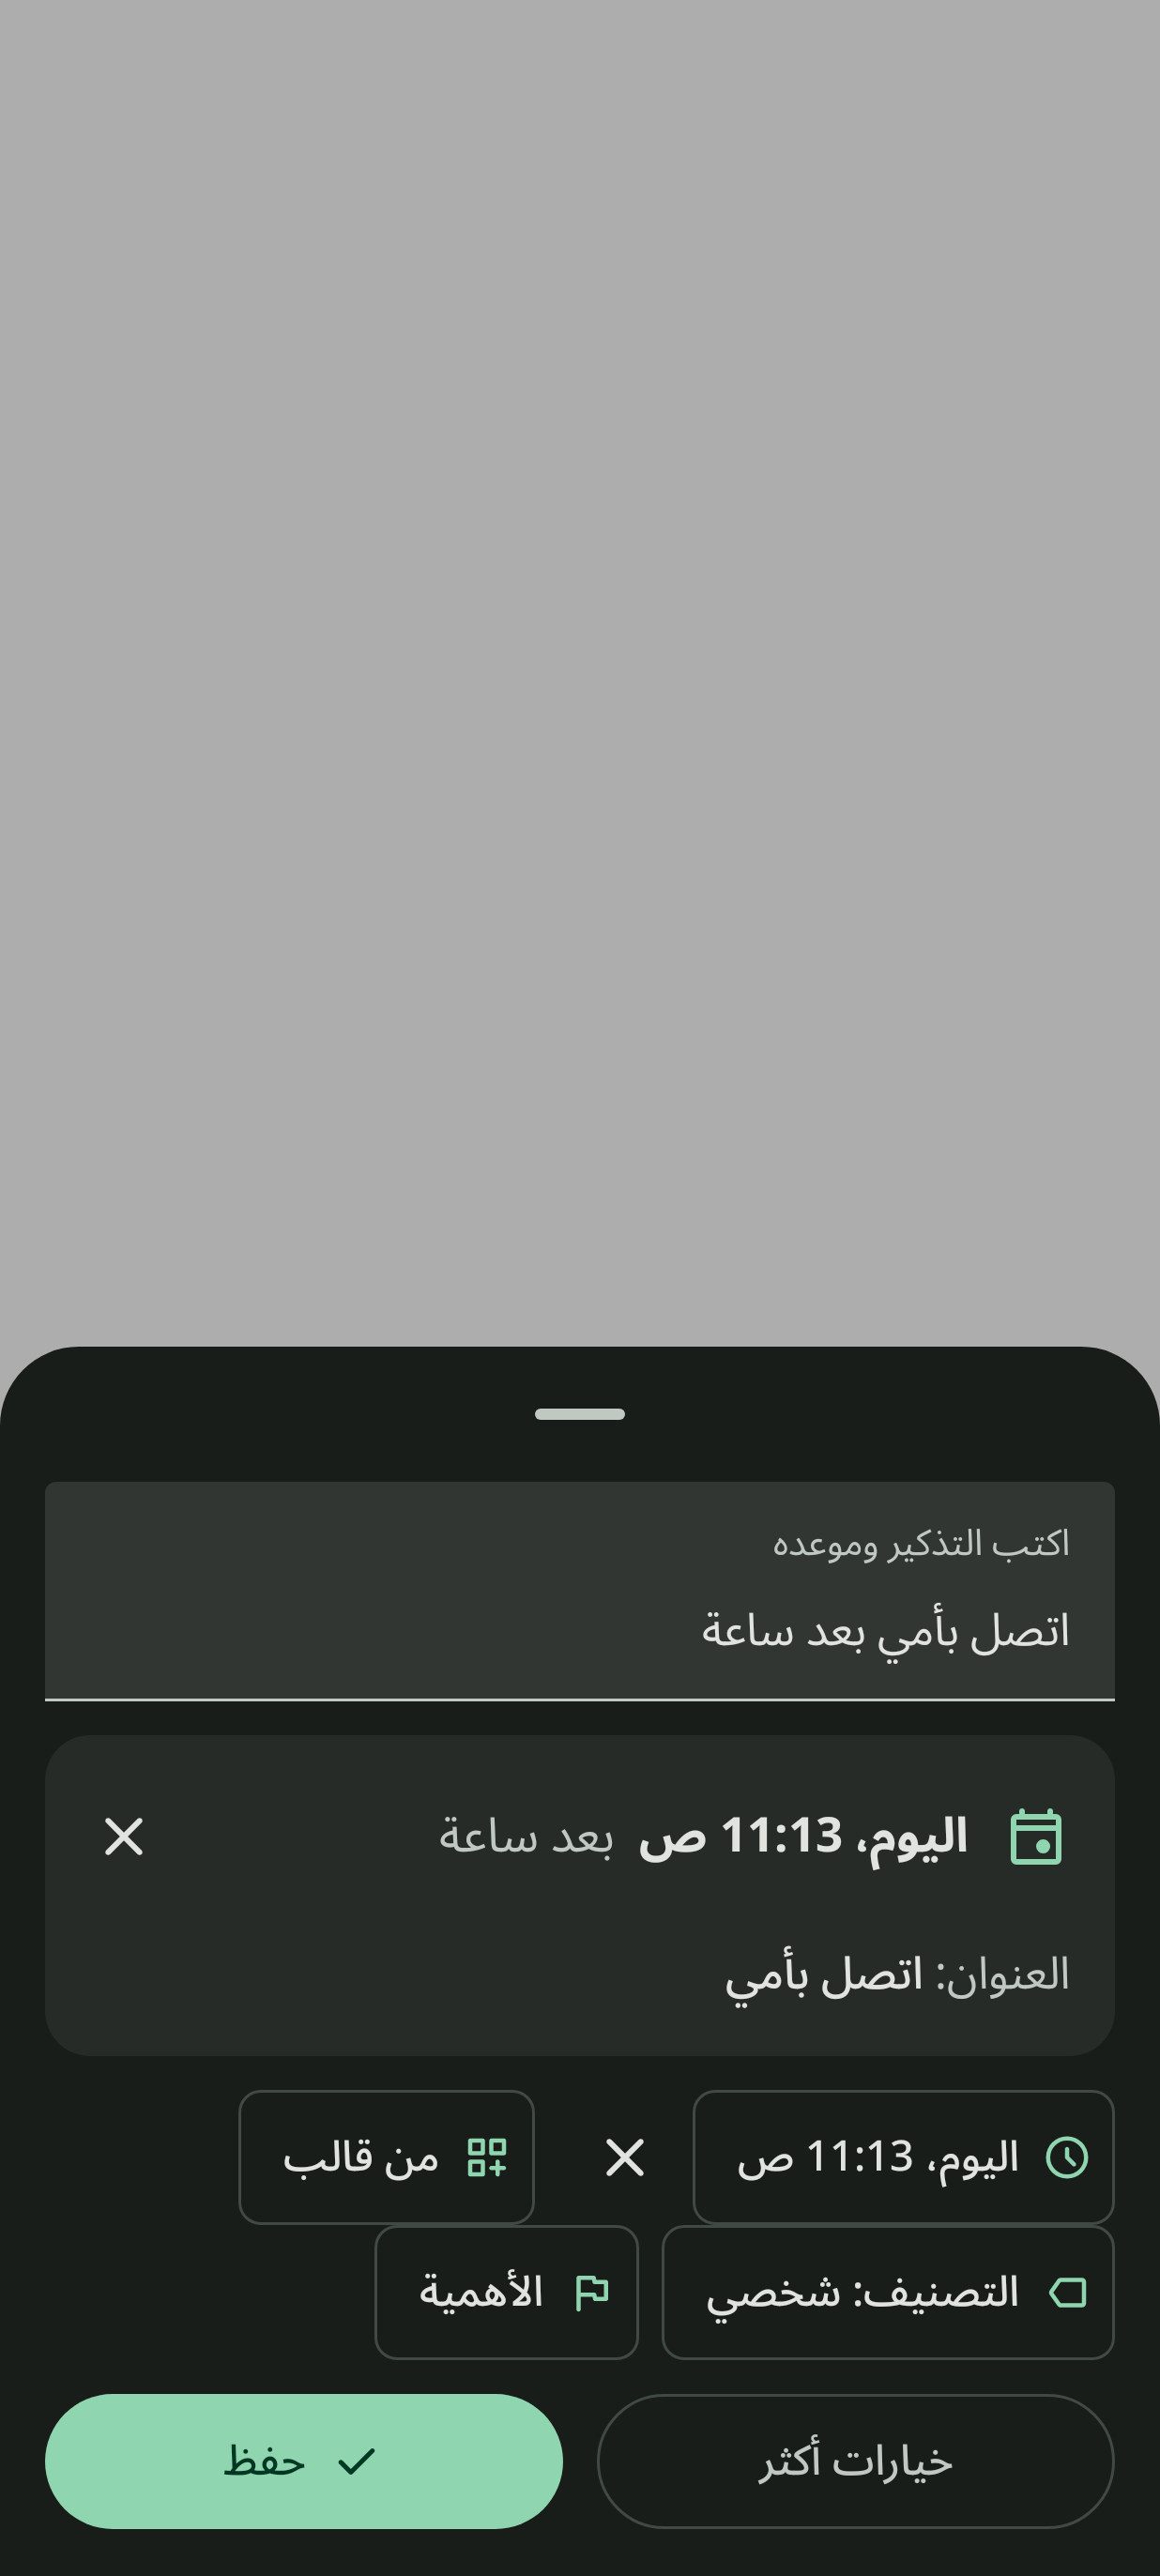 اكتب التذكير وموعده
اتصل بأمي بعد ساعة
اليوم، 11:13 ص بعد ساعة
العنوان: اتصل بأمي
اليوم، 11:13 ص
من قالب
التصنيف: شخصي
الأهمية
خيارات أكثر
حفظ